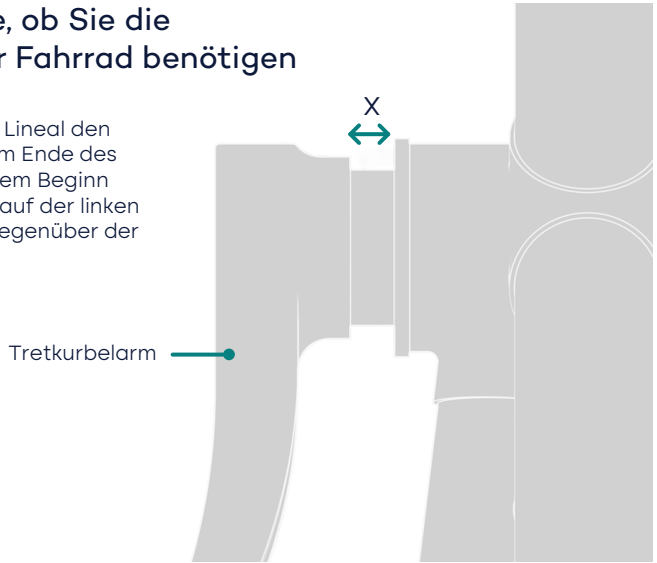 e, ob Sie die
r Fahrrad benötigen
X
Lineal den
m Ende des
em Beginn
auf der linken
egenüber der
Tretkurbelarm